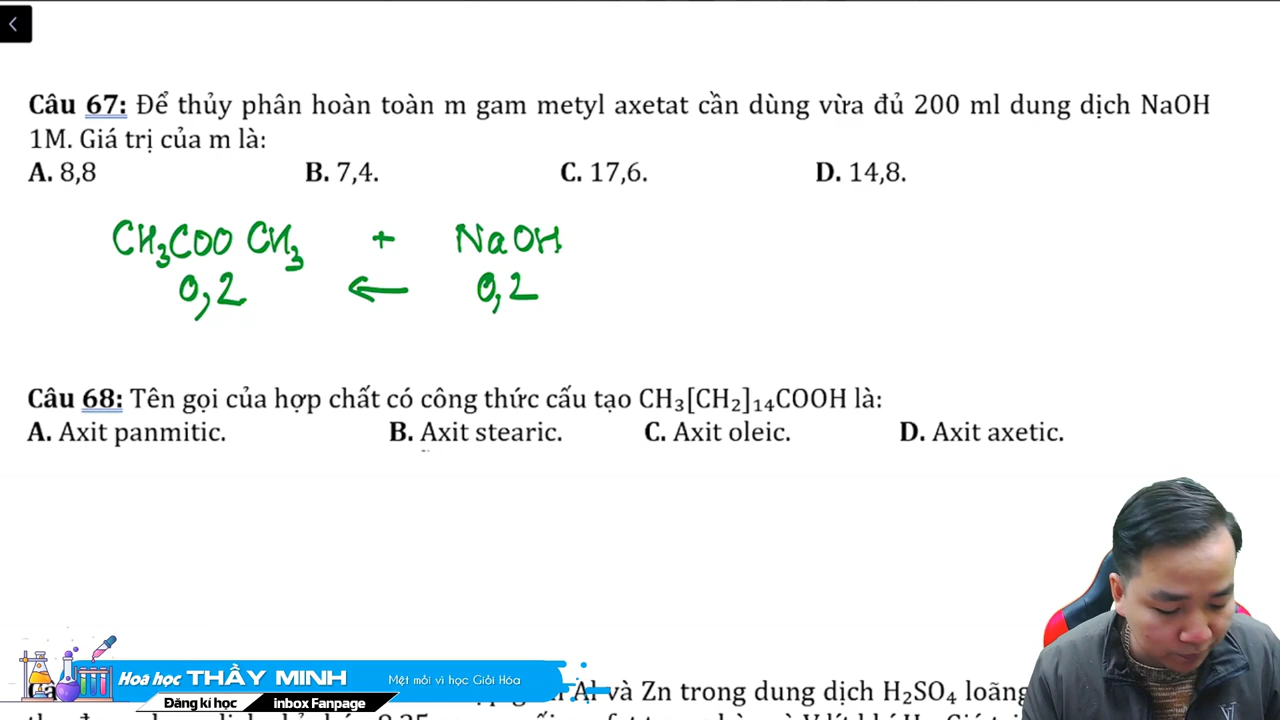 Câu 67: Để thủy phân hoàn toàn m gam metyl axetat cần dùng vừa đủ 200 ml dung dịch NaOH
1M. Giá trị của m là:
A. 8,8 B. 7,4. C. 17,6. D. 14,8.
CH₃COO CH₃ + NaOH
0,2 ← 0,2
Câu 68: Tên gọi của hợp chất có công thức cấu tạo CH₃[CH₂]₁₄COOH là:
A. Axit panmitic. B. Axit stearic. C. Axit oleic. D. Axit axetic.
Al và Zn trong dung dịch H₂SO₄ loãng
Hoá học THẦY MINH Mệt mỏi vì học Giỏi Hóa
Đăng kí học inbox Fanpage